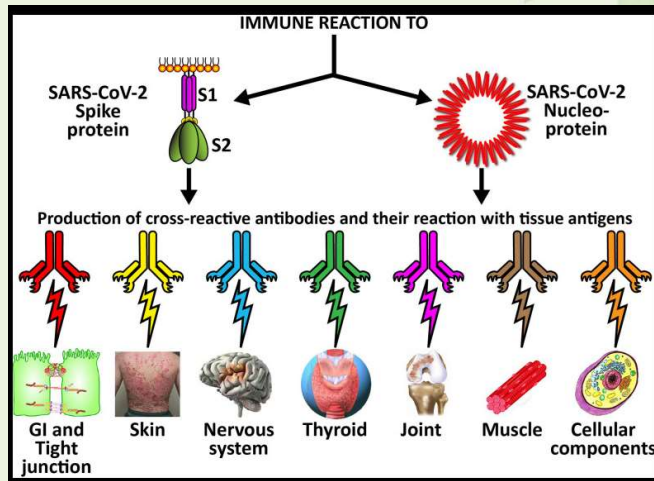 IMMUNE REACTION TO
SARS-CoV-2
Spike
protein
S1
S2
SARS-CoV-2
Nucleo-
protein
Production of cross-reactive antibodies and their reaction with tissue antigens
GI and
Tight
junction
Skin
Nervous
system
Thyroid
Joint
Muscle
Cellular
components